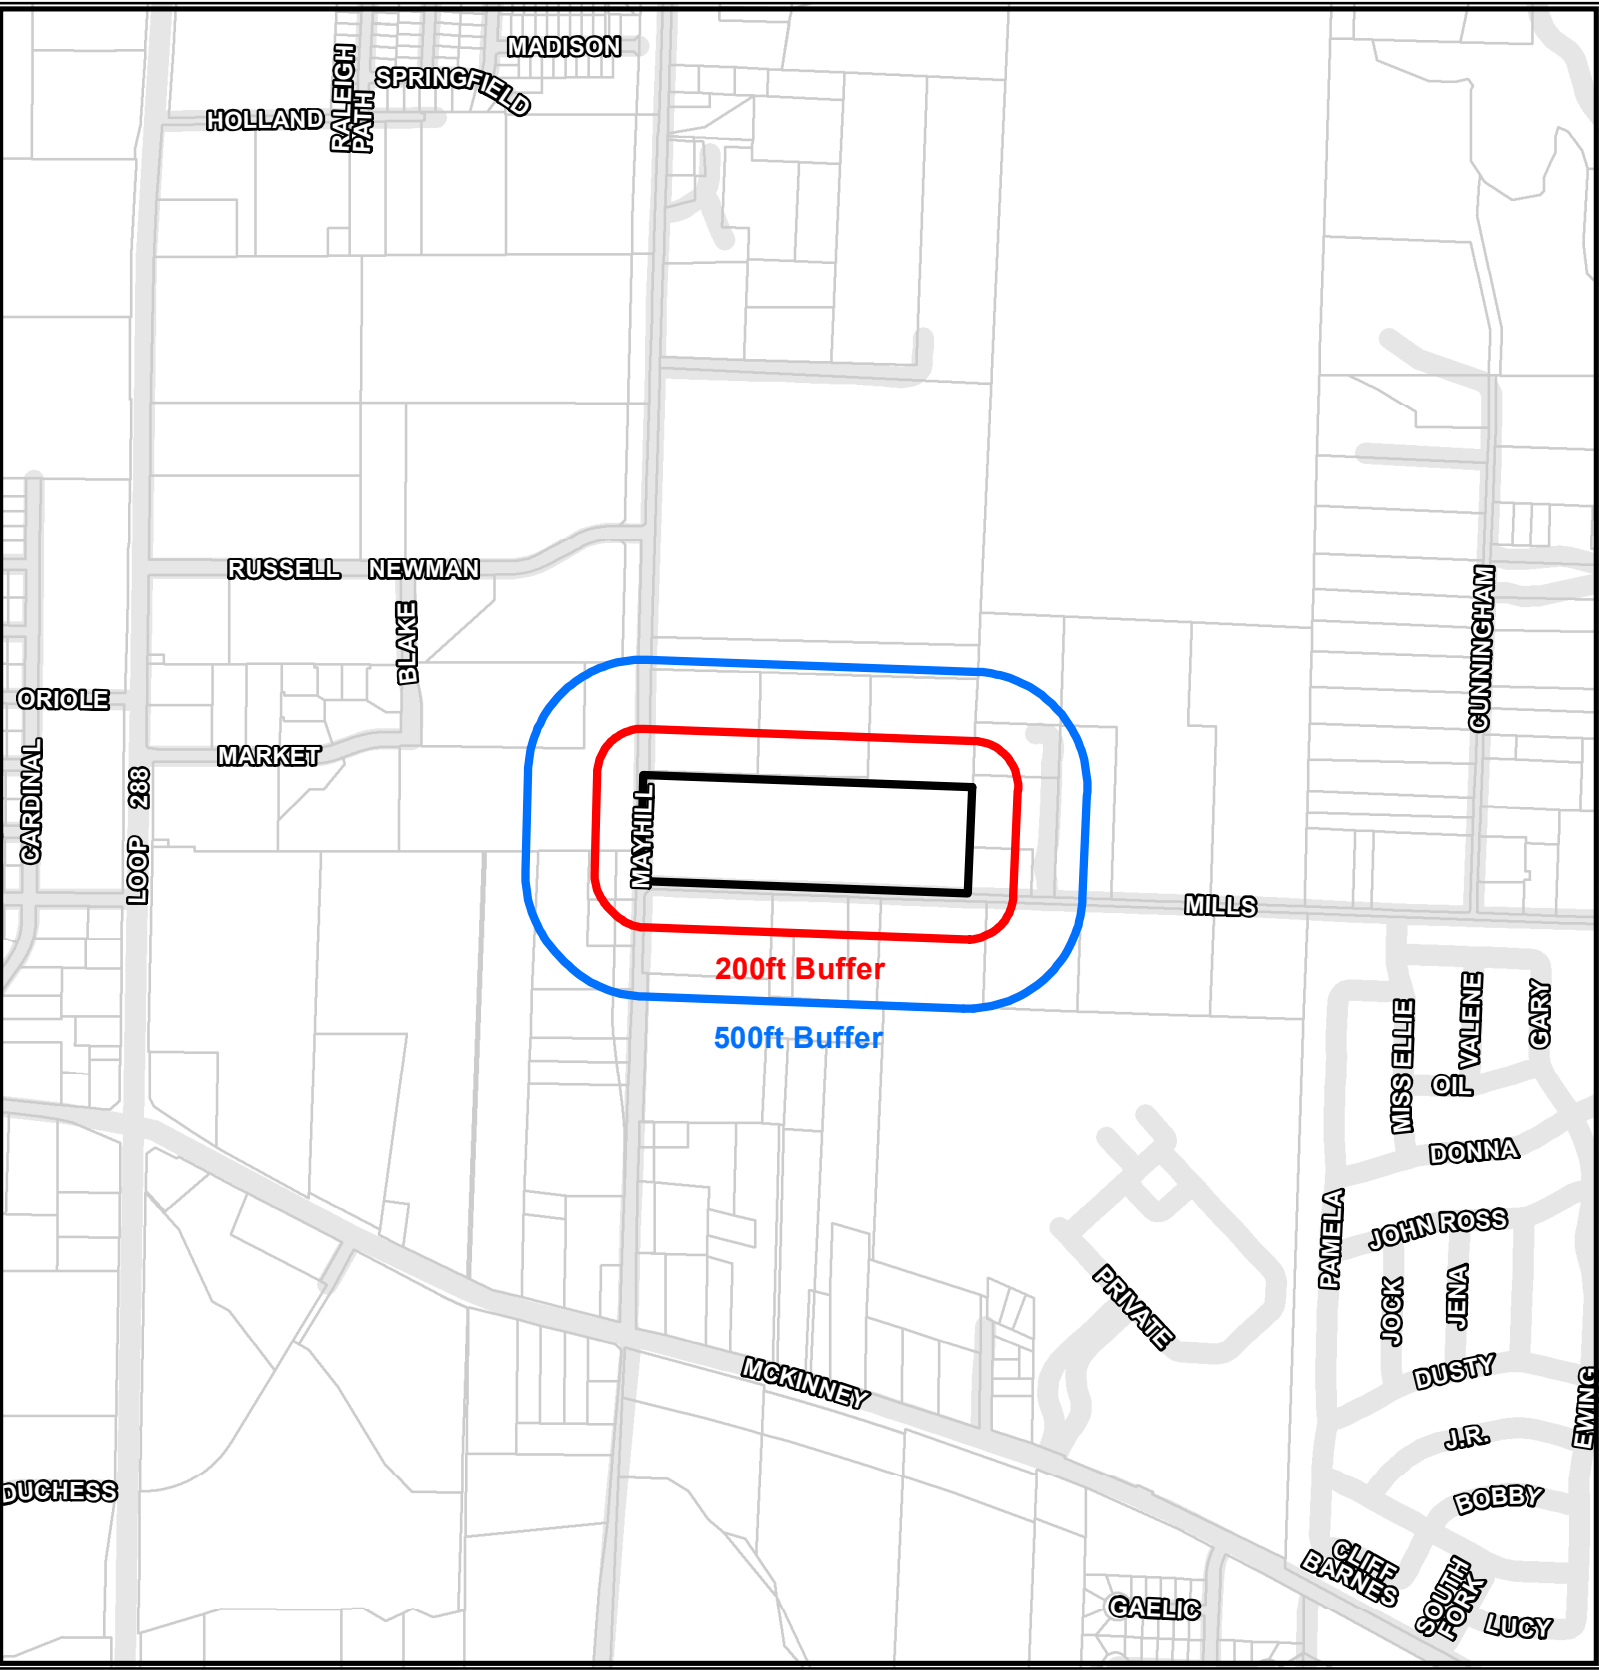 MADISON
SPRINGFIELD
RALEIGH
PATH
HOLLAND
RUSSELL NEWMAN
BLAKE
ORIOLE
MARKET
CARDINAL
LOOP 288
MAYHILL
CUNNINGHAM
MILLS
200ft Buffer
500ft Buffer
MISS ELLIE
VALENE
GARY
OIL
DONNA
PAMELA
JOHN ROSS
JOCK
JENA
PRIVATE
MCKINNEY
DUSTY
EWING
J.R.
BOBBY
DUCHESS
CLIFF
BARNES
SOUTH
FORK
GAELIC
LUCY